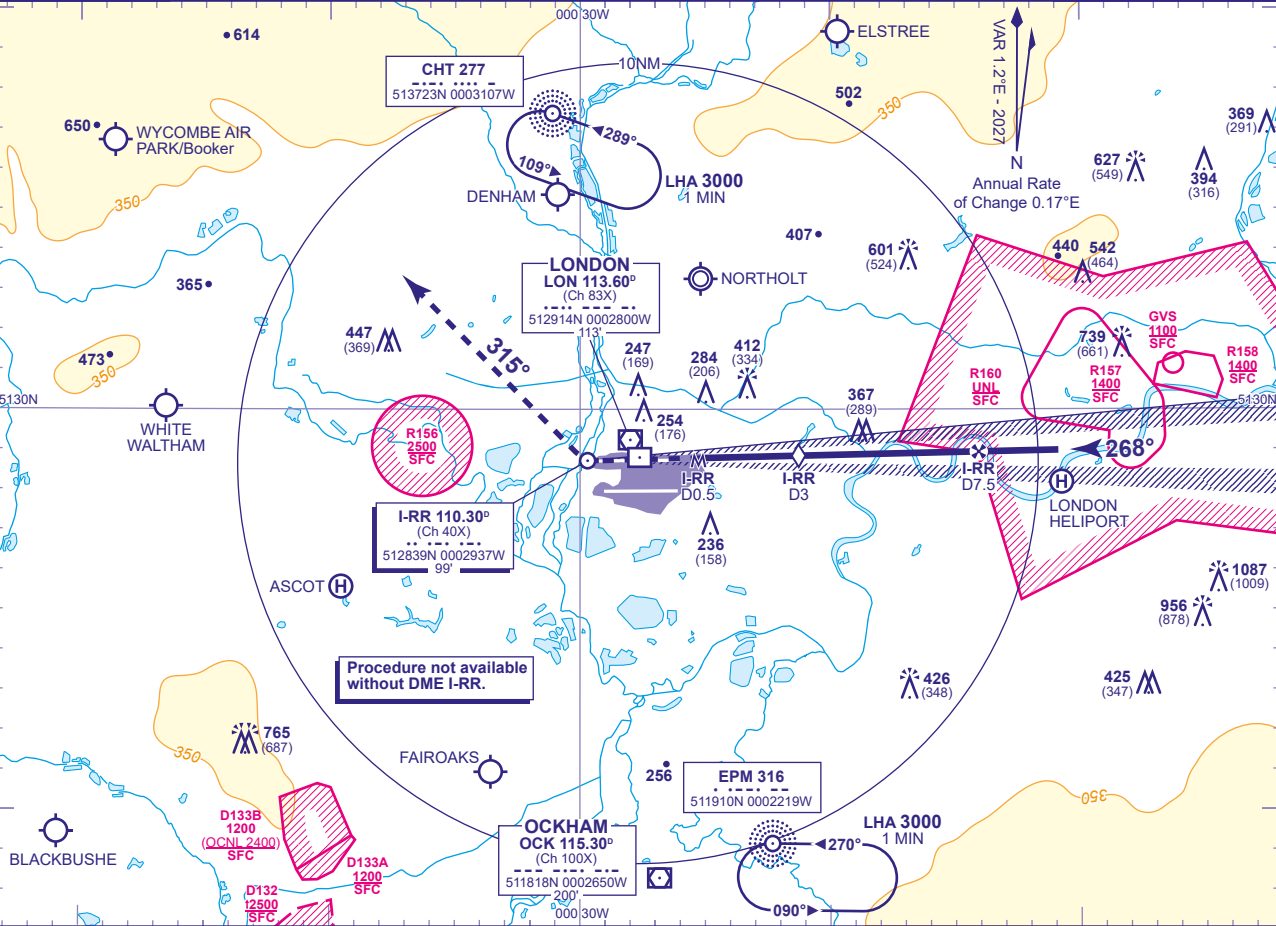 000 30W
614
ELSTREE
VAR 1.2°E - 2027
10NM
CHT 277
-·-· ···· -
513723N 0003107W
502
350
369
(291)
650
WYCOMBE AIR
PARK/Booker
289°
109°
627
(549)
394
(316)
N
Annual Rate
of Change 0.17°E
DENHAM
LHA 3000
1 MIN
350
407
601
(524)
440
542
(464)
LONDON
LON 113.60ᴰ
(Ch 83X)
·-·· --- -·
512914N 0002800W
113'
NORTHOLT
365
315°
447
(369)
247
(169)
284
(206)
412
(334)
739
(661)
GVS
1100
SFC
R158
1400
SFC
R157
1400
SFC
R160
UNL
SFC
473
350
254
(176)
367
(289)
5130N
5130N
WHITE
WALTHAM
R156
2500
SFC
268°
I-RR
D0.5
I-RR
D3
I-RR
D7.5
LONDON
HELIPORT
H
I-RR 110.30ᴰ
(Ch 40X)
·· ·-· ·-·
512839N 0002937W
99'
236
(158)
ASCOT
H
1087
(1009)
956
(878)
Procedure not available
without DME I-RR.
426
(348)
425
(347)
765
(687)
350
FAIROAKS
256
EPM 316
· ·--· --
511910N 0002219W
350
D133B
1200
(OCNL 2400)
SFC
BLACKBUSHE
OCKHAM
OCK 115.30ᴰ
(Ch 100X)
--- -·-· -·-
511818N 0002650W
200'
LHA 3000
1 MIN
270°
090°
D133A
1200
SFC
D132
2500
SFC
000 30W